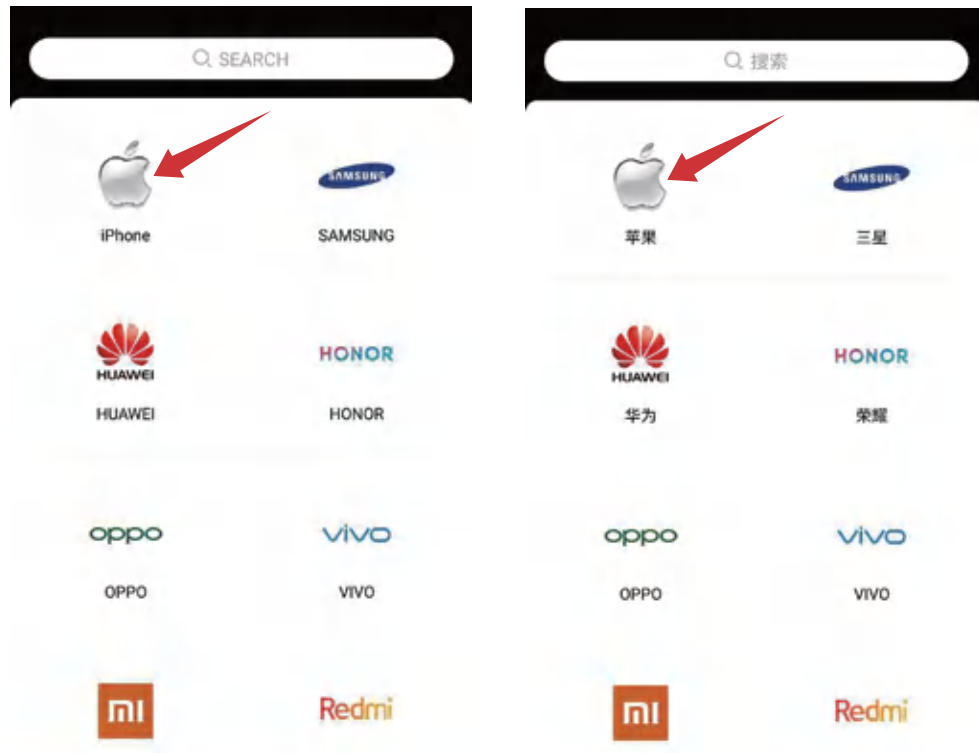 SEARCH
SAMSUNG
iPhone
SAMSUNG
HUAWEI
HONOR
HUAWEI
HONOR
oppo
vivo
OPPO
VIVO
mi
Redmi
搜索
SAMSUNG
苹果
三星
HUAWEI
HONOR
华为
荣耀
oppo
vivo
OPPO
VIVO
mi
Redmi